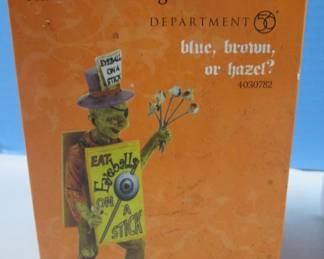 DEPARTMENT 56
blue, brown,
or hazel?
4030782
EYEBALL
ON A
STICK
EAT
Eyeballs
ON
A
STICK